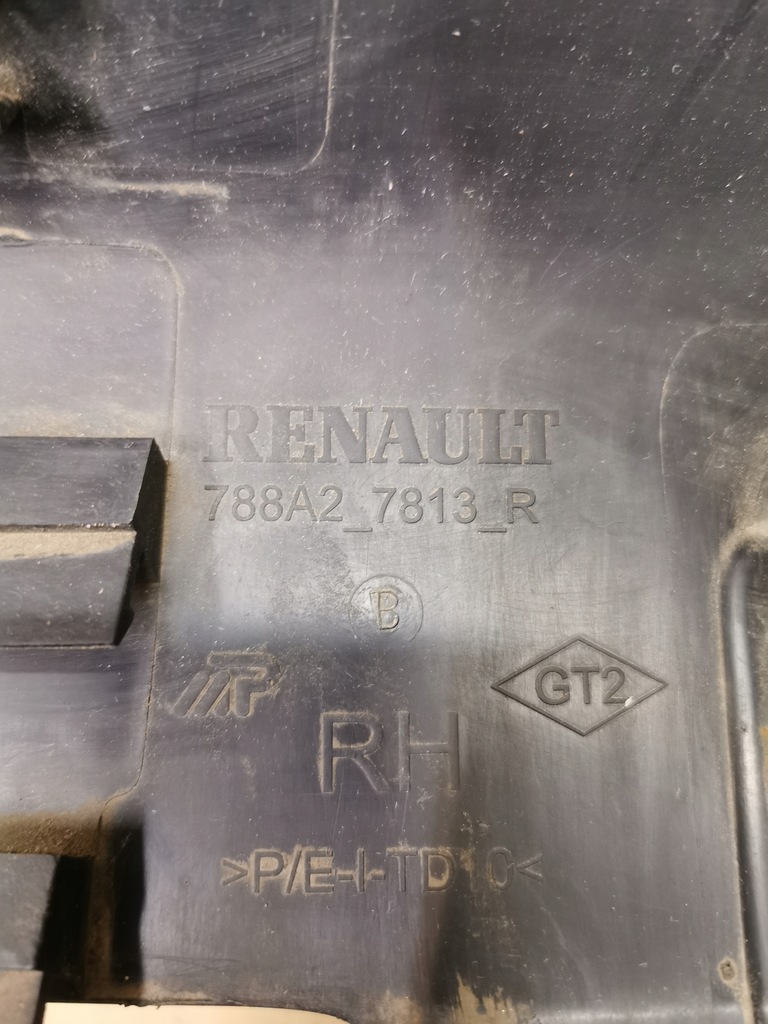 RENAULT
788A2_7813_R
B
GT2
RH
>P/E-I-TD10<